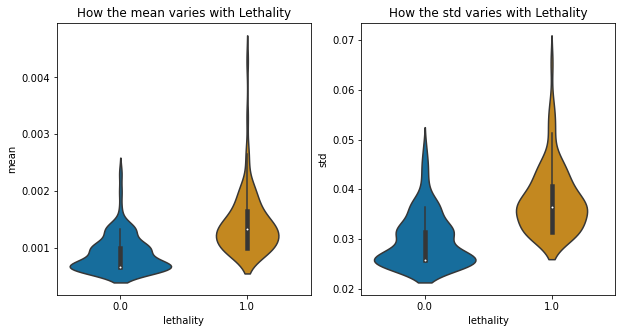 How the mean varies with Lethality
mean
0.004
0.003
0.002
0.001
0.0
1.0
lethality
How the std varies with Lethality
std
0.07
0.06
0.05
0.04
0.03
0.02
0.0
1.0
lethality